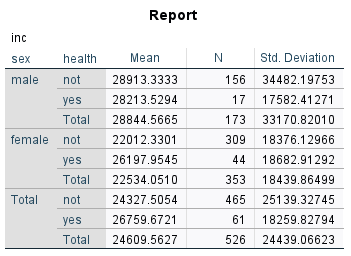 Report
inc
sex health Mean N Std. Deviation
male not 28913.3333 156 34482.19753
yes 28213.5294 17 17582.41271
Total 28844.5665 173 33170.82010
female not 22012.3301 309 18376.12966
yes 26197.9545 44 18682.91292
Total 22534.0510 353 18439.86499
Total not 24327.5054 465 25139.32745
yes 26759.6721 61 18259.82794
Total 24609.5627 526 24439.06623